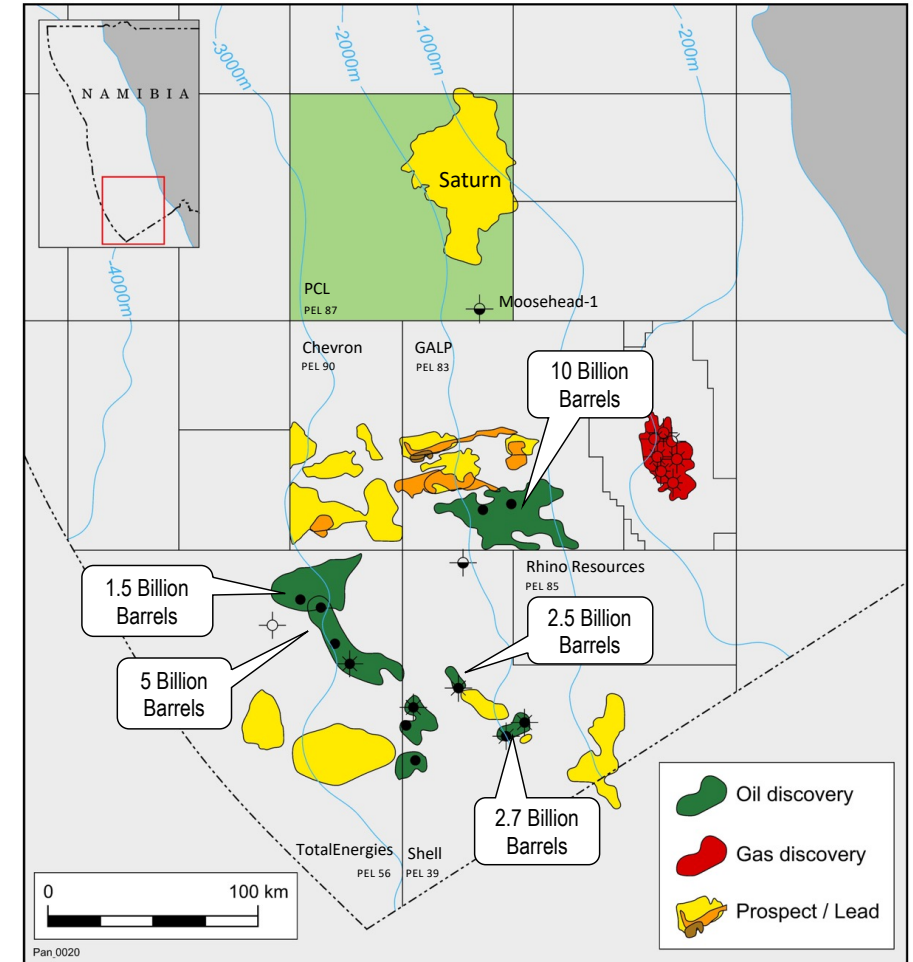 -3000m
-2000m
-1000m
-200m
NAMIBIA
Saturn
-4000m
PCL
PEL 87
Moosehead-1
Chevron
PEL 90
GALP
PEL 83
10 Billion
Barrels
Rhino Resources
PEL 85
1.5 Billion
Barrels
2.5 Billion
Barrels
5 Billion
Barrels
2.7 Billion
Barrels
TotalEnergies
PEL 56
Shell
PEL 39
Oil discovery
Gas discovery
Prospect / Lead
0 100 km
Pan_0020